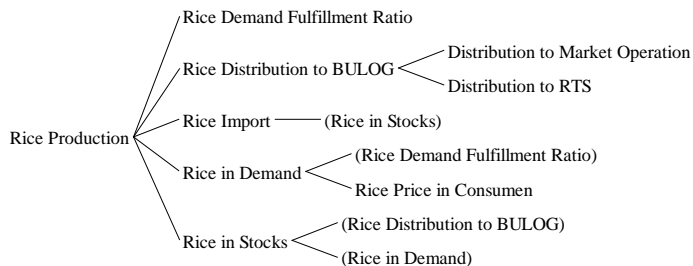 Rice Demand Fulfillment Ratio
Distribution to Market Operation
Rice Distribution to BULOG
Distribution to RTS
Rice Import
(Rice in Stocks)
Rice Production
(Rice Demand Fulfillment Ratio)
Rice in Demand
Rice Price in Consumen
(Rice Distribution to BULOG)
Rice in Stocks
(Rice in Demand)